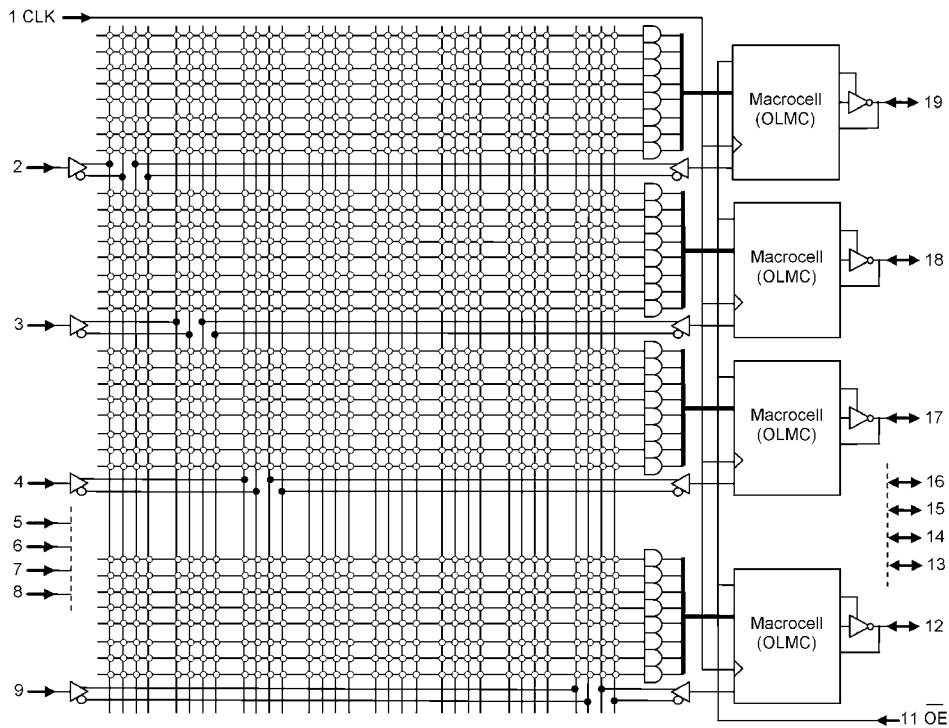 1 CLK
Macrocell
(OLMC)
19
2
Macrocell
(OLMC)
18
3
Macrocell
(OLMC)
17
4
16
5
15
6
14
7
13
8
Macrocell
(OLMC)
12
9
11 O̅E̅